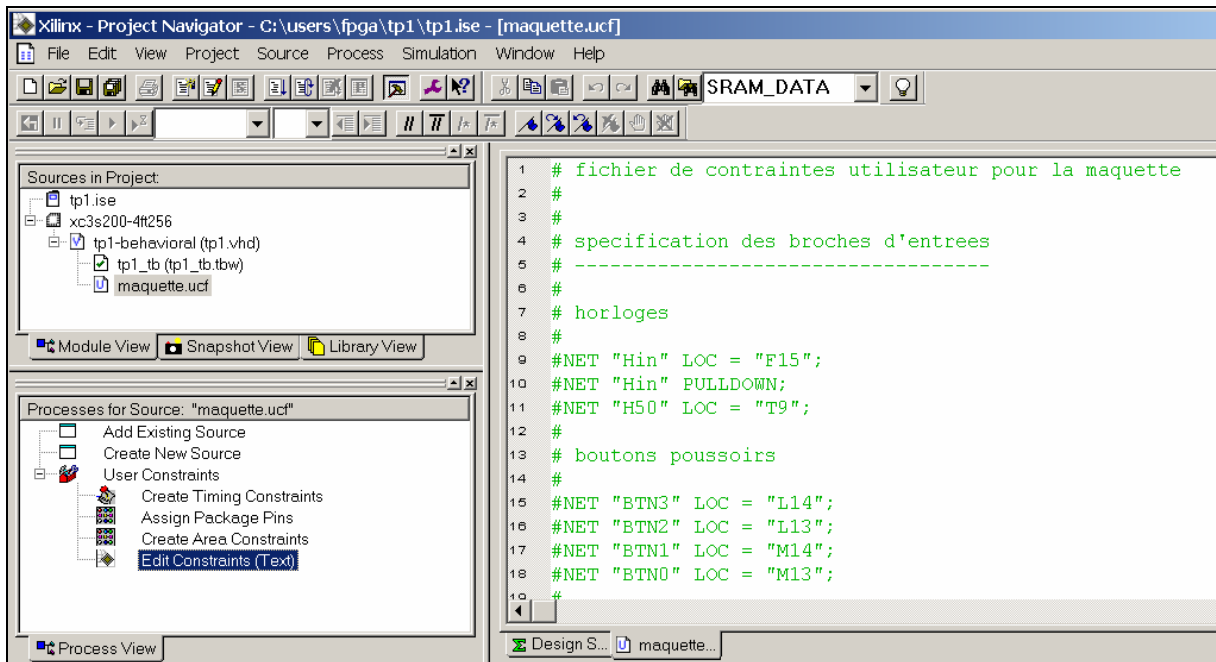 Xilinx - Project Navigator - C:\users\fpga\tp1\tp1.ise - [maquette.ucf]
File Edit View Project Source Process Simulation Window Help
SRAM_DATA
Sources in Project:
tp1.ise
xc3s200-4ft256
tp1-behavioral (tp1.vhd)
tp1_tb (tp1_tb.tbw)
maquette.ucf
Module View Snapshot View Library View
Processes for Source: "maquette.ucf"
Add Existing Source
Create New Source
User Constraints
Create Timing Constraints
Assign Package Pins
Create Area Constraints
Edit Constraints (Text)
Process View
1 # fichier de contraintes utilisateur pour la maquette
2 #
3 #
4 # specification des broches d'entrees
5 # -----------------------------------
6 #
7 # horloges
8 #
9 #NET "Hin" LOC = "F15";
10 #NET "Hin" PULLDOWN;
11 #NET "H50" LOC = "T9";
12 #
13 # boutons poussoirs
14 #
15 #NET "BTN3" LOC = "L14";
16 #NET "BTN2" LOC = "L13";
17 #NET "BTN1" LOC = "M14";
18 #NET "BTN0" LOC = "M13";
19 #
Design S... maquette...